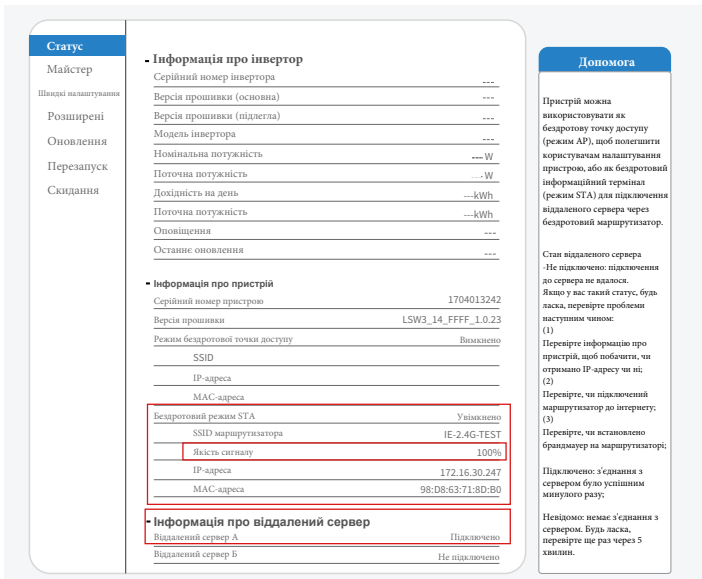 Статус
Майстер
Швидкі налаштування
Розширені
Оновлення
Перезапуск
Скидання
- Інформація про інвертор
Серійний номер інвертора ---
Версія прошивки (основна) ---
Версія прошивки (підлегла) ---
Модель інвертора ---
Номінальна потужність --- W
Поточна потужність --- W
Дохідність на день ---kWh
Поточна потужність ---kWh
Оповіщення ---
Останнє оновлення ---
- Інформація про пристрій
Серійний номер пристрою 1704013242
Версія прошивки LSW3_14_FFFF_1.0.23
Режим бездротової точки доступу Вимкнено
SSID
IP-адреса
MAC-адреса
Бездротовий режим STA Увімкнено
SSID маршрутизатора IE-2.4G-TEST
Якість сигналу 100%
IP-адреса 172.16.30.247
MAC-адреса 98:D8:63:71:8D:B0
- Інформація про віддалений сервер
Віддалений сервер А Підключено
Віддалений сервер Б Не підключено
Допомога
Пристрій можна
використовувати як
бездротову точку доступу
(режим AP), щоб полегшити
користувачам налаштування
пристрою, або як бездротовий
інформаційний термінал
(режим STA) для підключення
віддаленого сервера через
бездротовий маршрутизатор.
Стан віддаленого сервера
-Не підключено: підключення
до сервера не вдалося.
Якщо у вас такий статус, будь
ласка, перевірте проблеми
наступним чином:
(1)
Перевірте інформацію про
пристрій, щоб побачити, чи
отримано IP-адресу чи ні;
(2)
Перевірте, чи підключений
маршрутизатор до інтернету;
(3)
Перевірте, чи встановлено
брандмауер на маршрутизаторі;
Підключено: з'єднання з
сервером було успішним
минулого разу;
Невідомо: немає з'єднання з
сервером. Будь ласка,
перевірте ще раз через 5
хвилин.